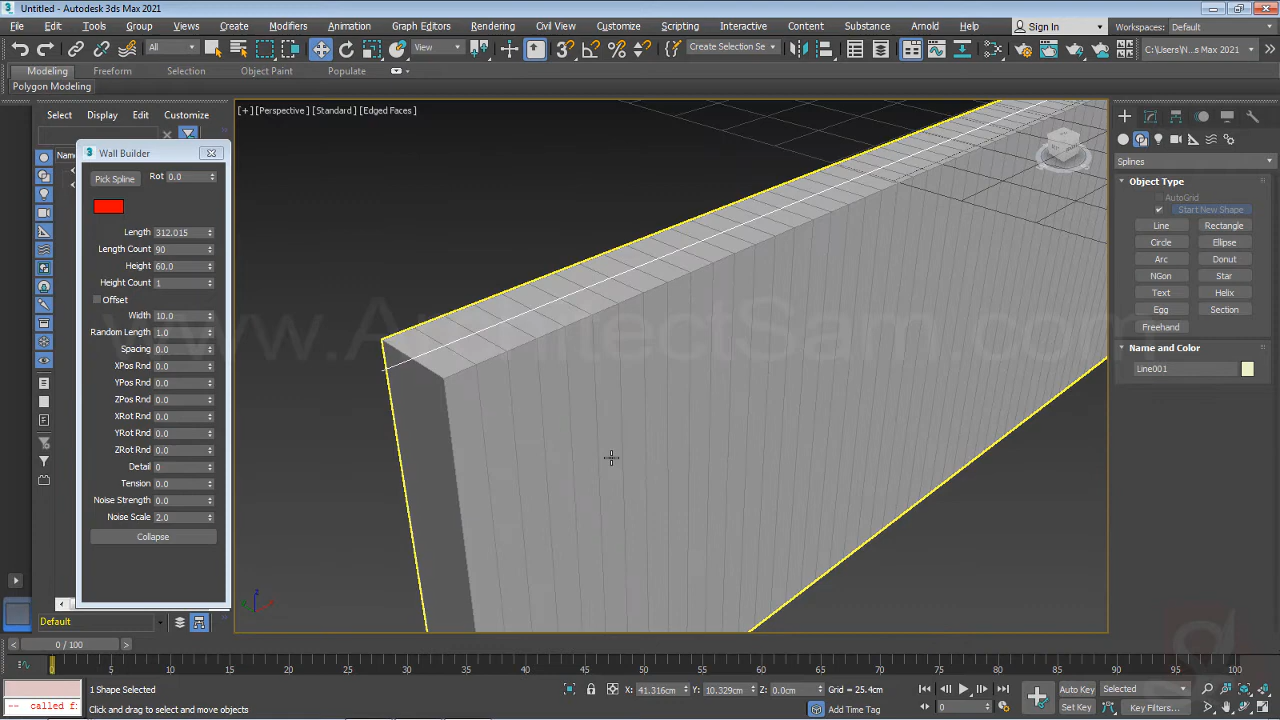 Untitled - Autodesk 3ds Max 2021
File Edit Tools Group Views Create Modifiers Animation Graph Editors Rendering Civil View Customize Scripting Interactive Content Substance Arnold Help Sign In Workspaces: Default
All View Create Selection Se C:\Users\N...s Max 2021
Modeling Freeform Selection Object Paint Populate
Polygon Modeling
Select Display Edit Customize
[+] [Perspective] [Standard] [Edged Faces]
Wall Builder
Pick Spline Rot 0.0
Length 312.015
Length Count 90
Height 60.0
Height Count 1
Offset
Width 10.0
Random Length 1.0
Spacing 0.0
XPos Rnd 0.0
YPos Rnd 0.0
ZPos Rnd 0.0
XRot Rnd 0.0
YRot Rnd 0.0
ZRot Rnd 0.0
Detail 0
Tension 0.0
Noise Strength 0.0
Noise Scale 2.0
Collapse
Splines
Object Type
AutoGrid
Start New Shape
Line Rectangle
Circle Ellipse
Arc Donut
NGon Star
Text Helix
Egg Section
Freehand
Name and Color
Line001
Default
0 / 100
0 5 10 15 20 25 30 35 40 45 50 55 60 65 70 75 80 85 90 95 100
-- called f:
1 Shape Selected
Click and drag to select and move objects
X: 41.316cm Y: 10.329cm Z: 0.0cm Grid = 25.4cm
Add Time Tag
0
Auto Key Selected
Set Key Key Filters...